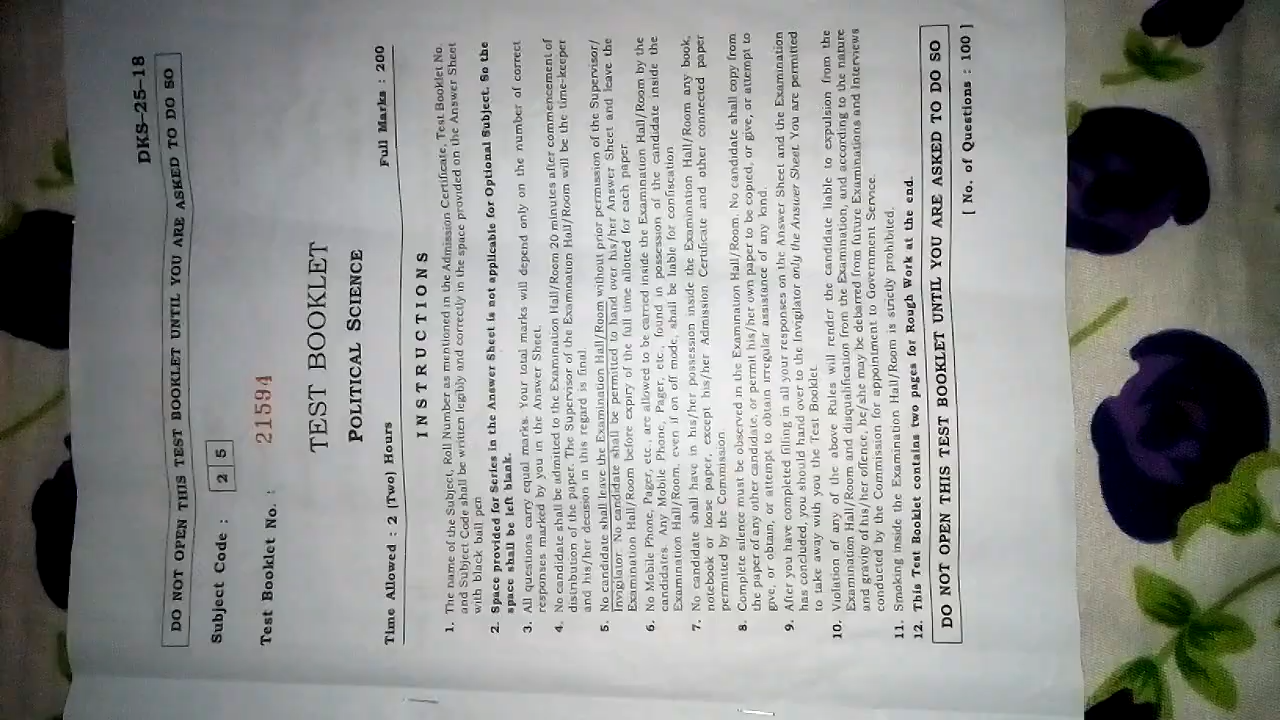 DKS-25-18
DO NOT OPEN THIS TEST BOOKLET UNTIL YOU ARE ASKED TO DO SO
Subject Code : 2 5
Test Booklet No. : 21594
TEST BOOKLET
POLITICAL SCIENCE
Time Allowed : 2 (Two) Hours Full Marks : 200
INSTRUCTIONS
1. The name of the Subject, Roll Number as mentioned in the Admission Certificate, Test Booklet No.
and Subject Code shall be written legibly and correctly in the space provided on the Answer Sheet
with black ball pen
2. Space provided for Series in the Answer Sheet is not applicable for Optional Subject. So the
space shall be left blank.
3. All questions carry equal marks. Your total marks will depend only on the number of correct
responses marked by you in the Answer Sheet.
4. No candidate shall be admitted to the Examination Hall/Room 20 minutes after commencement of
distribution of the paper. The Supervisor of the Examination Hall/Room will be the time-keeper
and his/her decision in this regard is final.
5. No candidate shall leave the Examination Hall/Room without prior permission of the Supervisor/
Invigilator. No candidate shall be permitted to hand over his/her Answer Sheet and leave the
Examination Hall/Room before expiry of the full time allotted for each paper
6. No Mobile Phone, Pager, etc., are allowed to be carried inside the Examination Hall/Room by the
candidates. Any Mobile Phone, Pager, etc., found in possession of the candidate inside the
Examination Hall/Room, even if on off mode, shall be liable for confiscation
7. No candidate shall have in his/her possession inside the Examination Hall/Room any book,
notebook or loose paper, except his/her Admission Certificate and other connected paper
permitted by the Commission
8. Complete silence must be observed in the Examination Hall/Room. No candidate shall copy from
the paper of any other candidate, or permit his/her own paper to be copied, or give, or attempt to
give, or obtain, or attempt to obtain irregular assistance of any kind.
9. After you have completed filling in all your responses on the Answer Sheet and the Examination
has concluded, you should hand over to the Invigilator only the Answer Sheet. You are permitted
to take away with you the Test Booklet
10. Violation of any of the above Rules will render the candidate liable to expulsion from the
Examination Hall/Room and disqualification from the Examination, and according to the nature
and gravity of his/her offence, he/she may be debarred from future Examinations and Interviews
conducted by the Commission for appointment to Government Service.
11. Smoking inside the Examination Hall/Room is strictly prohibited.
12. This Test Booklet contains two pages for Rough Work at the end.
DO NOT OPEN THIS TEST BOOKLET UNTIL YOU ARE ASKED TO DO SO
[ No. of Questions : 100 ]